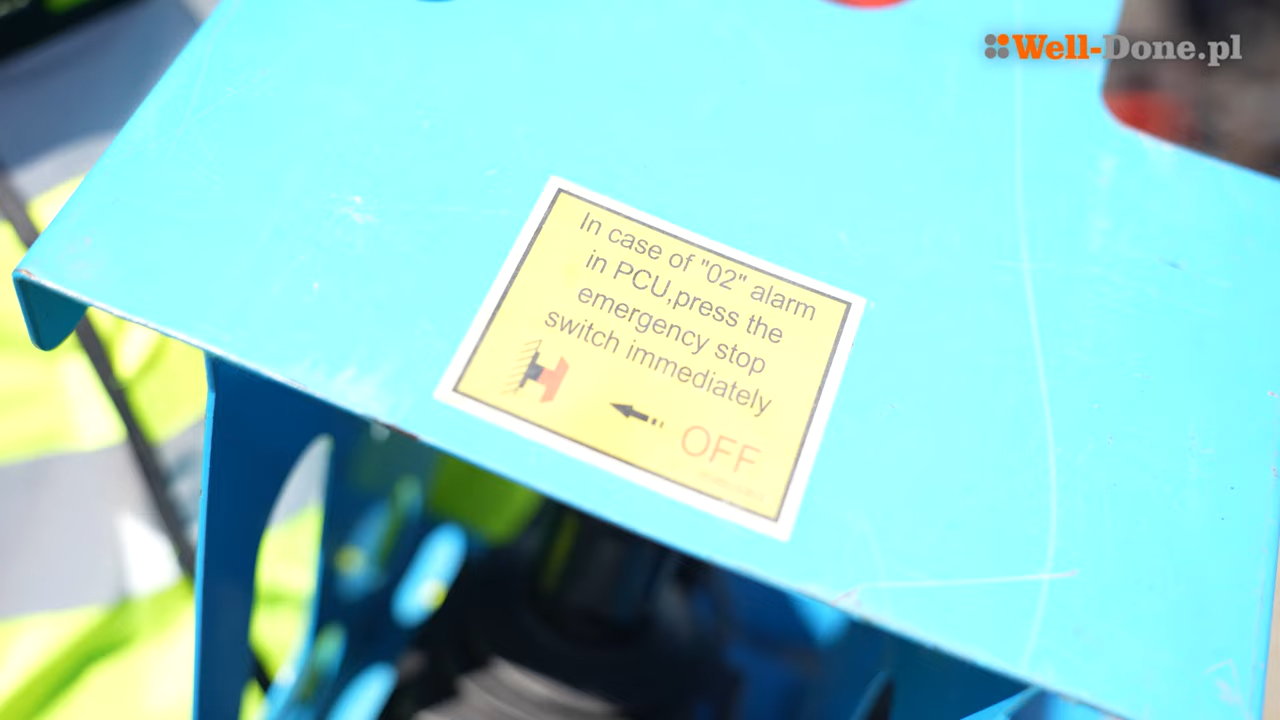 Well-Done.pl
In case of "02" alarm
in PCU,press the
emergency stop
switch immediately
OFF